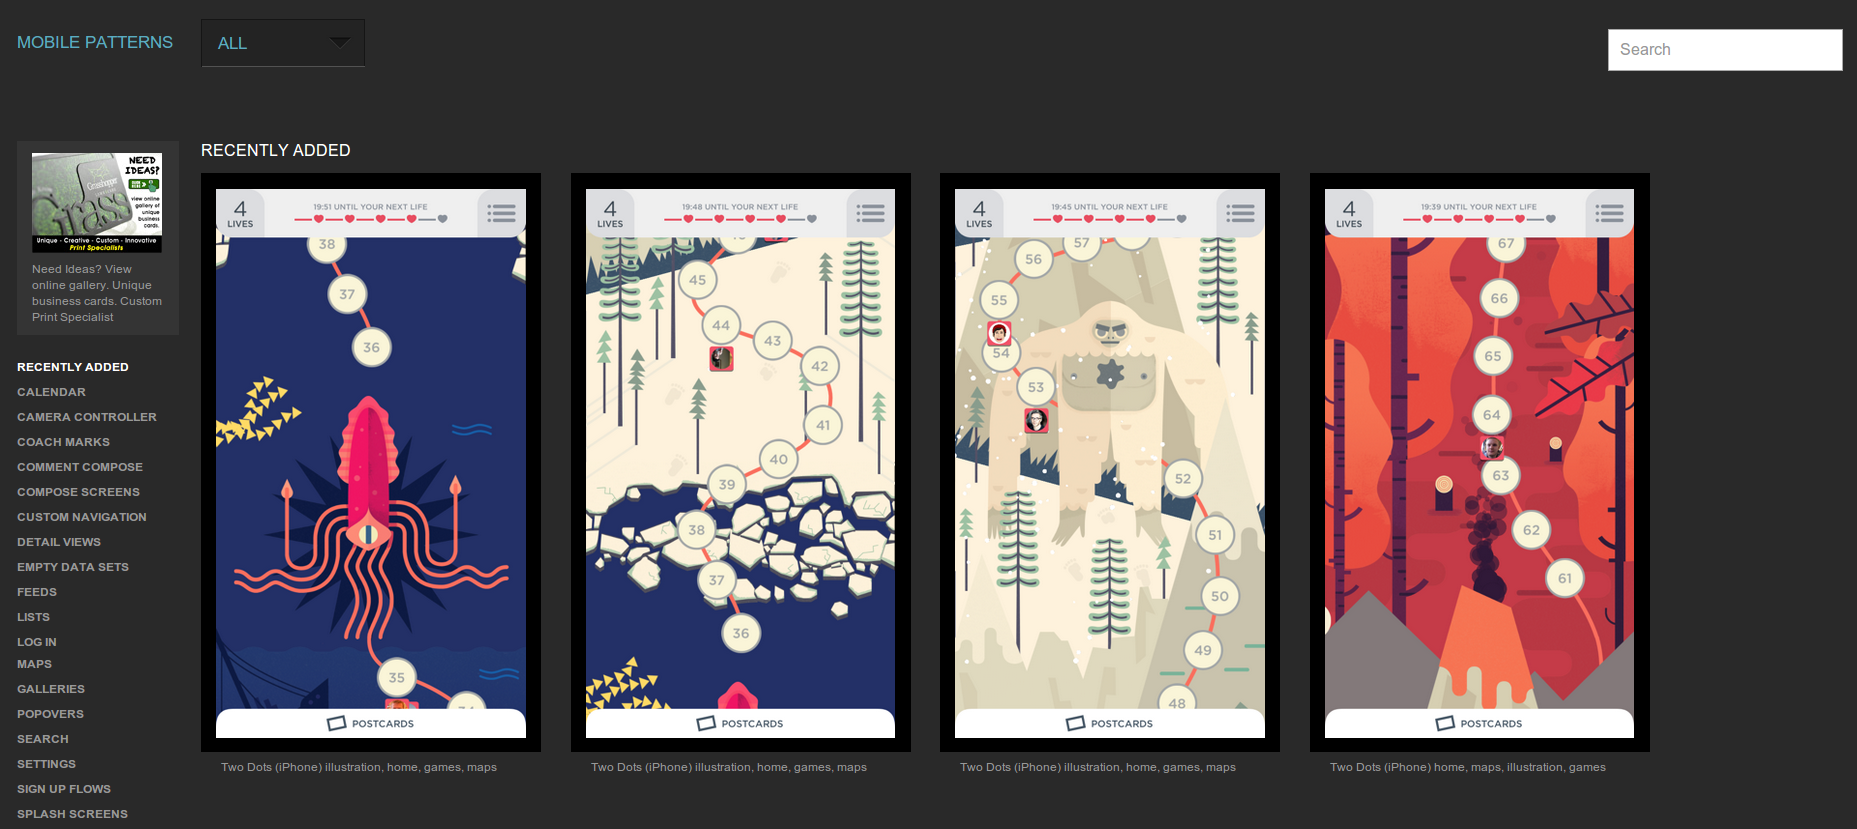 MOBILE PATTERNS
ALL
Search
NEED
IDEAS?
view online
gallery of
unique
business
cards.
Unique - Creative - Custom - Innovative
Print Specialists
Need Ideas? View
online gallery. Unique
business cards. Custom
Print Specialist
RECENTLY ADDED
CALENDAR
CAMERA CONTROLLER
COACH MARKS
COMMENT COMPOSE
COMPOSE SCREENS
CUSTOM NAVIGATION
DETAIL VIEWS
EMPTY DATA SETS
FEEDS
LISTS
LOG IN
MAPS
GALLERIES
POPOVERS
SEARCH
SETTINGS
SIGN UP FLOWS
SPLASH SCREENS
RECENTLY ADDED
4
LIVES
19:51 UNTIL YOUR NEXT LIFE
38
37
36
35
POSTCARDS
Two Dots (iPhone) illustration, home, games, maps
4
LIVES
19:48 UNTIL YOUR NEXT LIFE
45
44
43
42
41
40
39
38
37
36
POSTCARDS
Two Dots (iPhone) illustration, home, games, maps
4
LIVES
19:45 UNTIL YOUR NEXT LIFE
57
56
55
54
53
52
51
50
49
48
POSTCARDS
Two Dots (iPhone) illustration, home, games, maps
4
LIVES
19:39 UNTIL YOUR NEXT LIFE
67
66
65
64
63
62
61
POSTCARDS
Two Dots (iPhone) home, maps, illustration, games